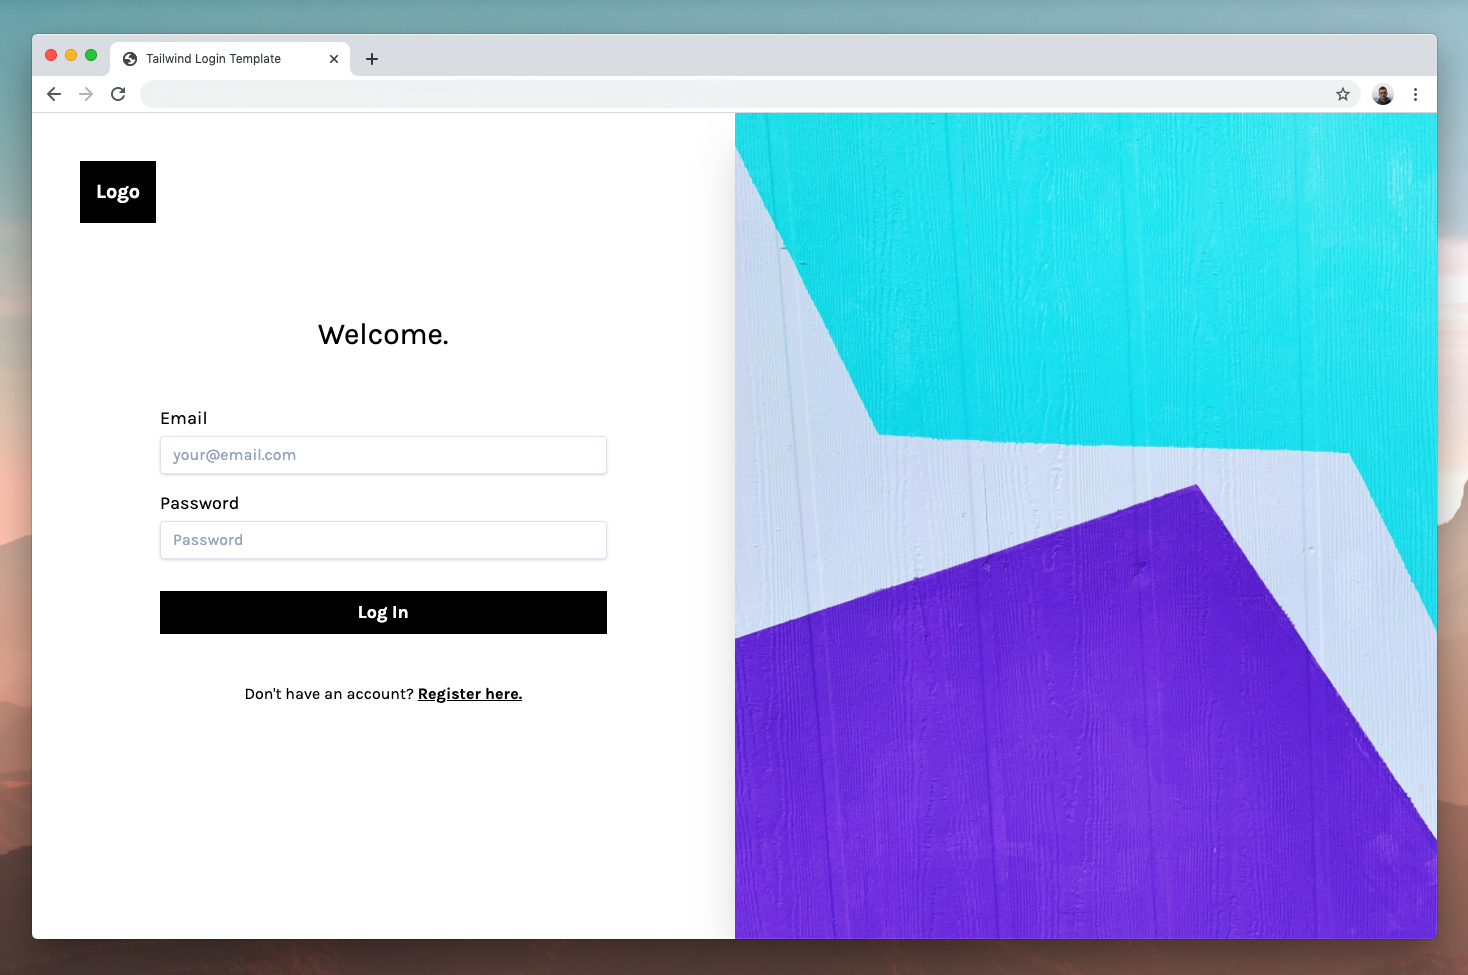 Tailwind Login Template
Logo
Welcome.
Email
your@email.com
Password
Password
Log In
Don't have an account? Register here.